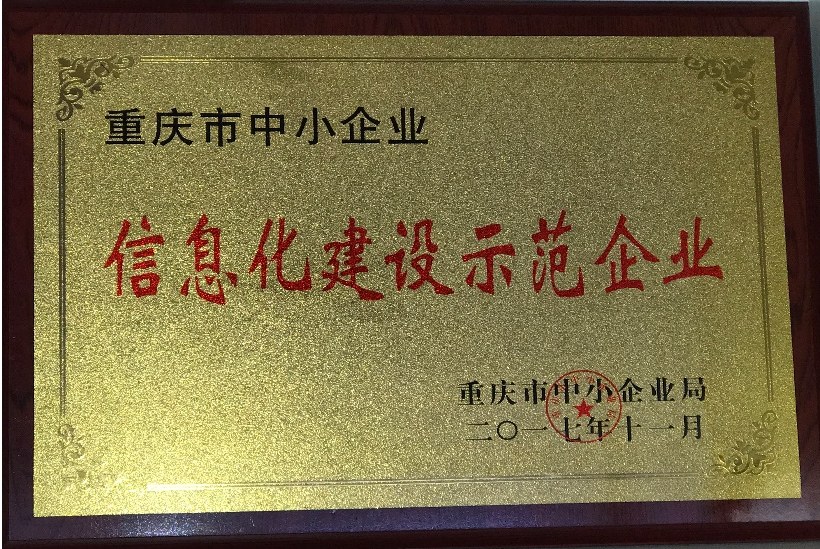 重庆市中小企业
信息化建设示范企业
重庆市中小企业局
二〇一七年十一月